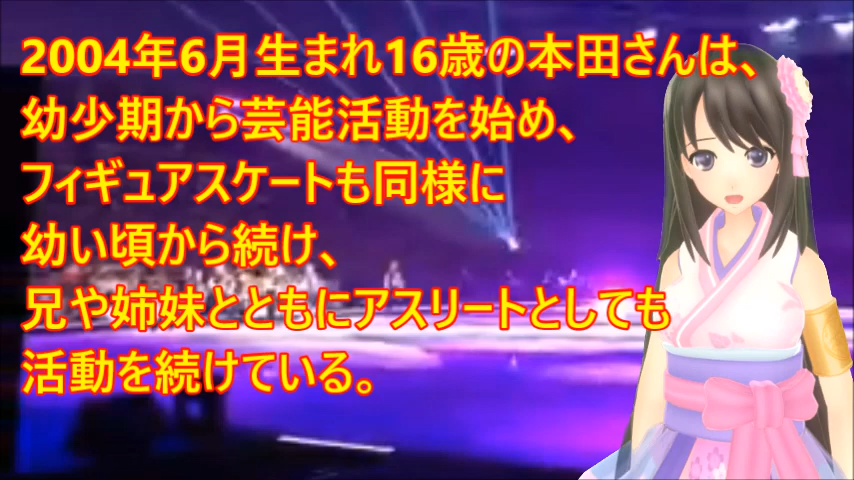 2004年6月生まれ16歳の本田さんは、
幼少期から芸能活動を始め、
フィギュアスケートも同様に
幼い頃から続け、
兄や姉妹とともにアスリートとしても
活動を続けている。